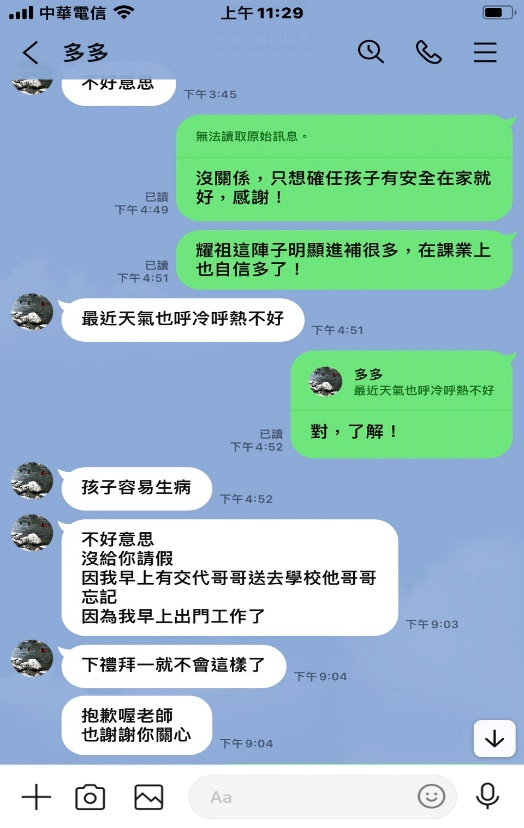 中華電信
上午 11:29
多多
不好意思
下午 3:45
無法讀取原始訊息。
沒關係，只想確任孩子有安全在家就
好，感謝！
已讀
下午 4:49
耀祖這陣子明顯進補很多，在課業上
也自信多了！
已讀
下午 4:51
最近天氣也呼冷呼熱不好
下午 4:51
多多
最近天氣也呼冷呼熱不好
對，了解！
已讀
下午 4:52
孩子容易生病
下午 4:52
不好意思
沒給你請假
因我早上有交代哥哥送去學校他哥哥
忘記
因為我早上出門工作了
下午 9:03
下禮拜一就不會這樣了
下午 9:04
抱歉喔老師
也謝謝你關心
下午 9:04
Aa